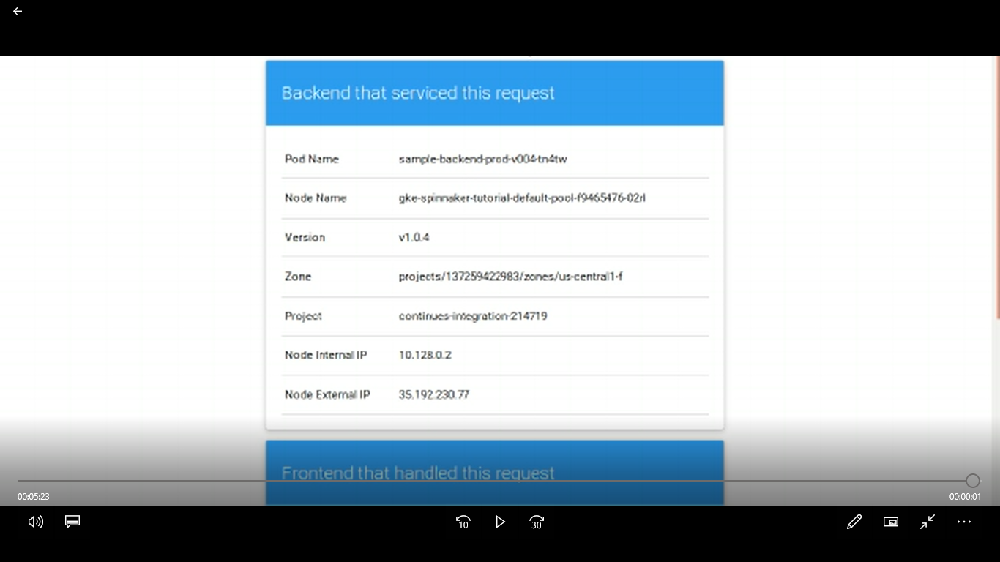 Backend that serviced this request
Pod Name sample-backend-prod-v004-tn4tw
Node Name gke-spinnaker-tutorial-default-pool-f9465476-02rl
Version v1.0.4
Zone projects/137259422983/zones/us-central1-f
Project continues-integration-214719
Node Internal IP 10.128.0.2
Node External IP 35.192.230.77
Frontend that handled this request
00:05:23 00:00:01
10 30